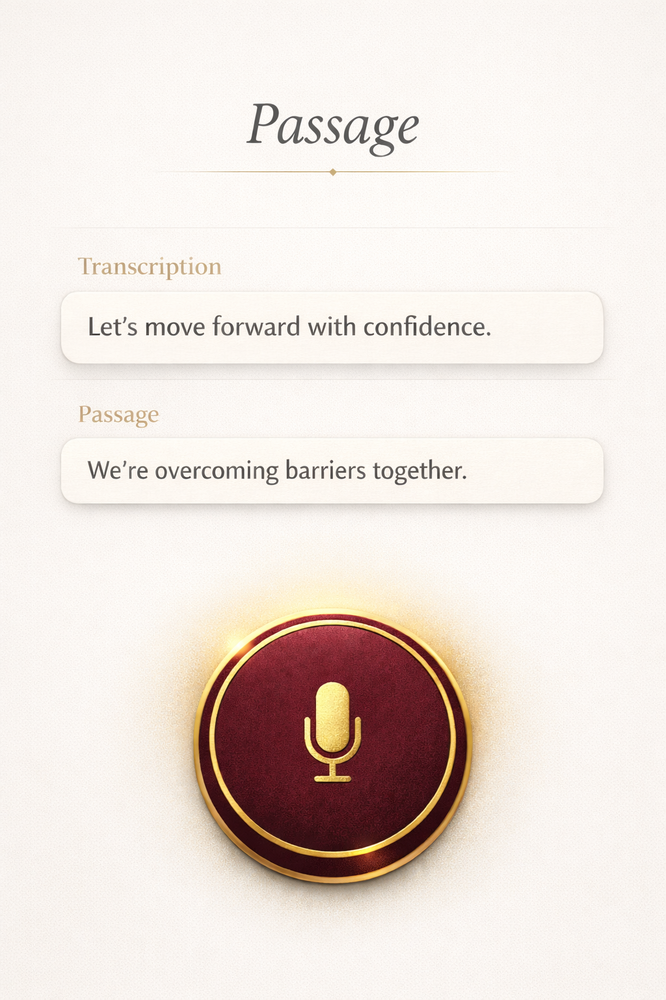 Passage
Transcription
Let’s move forward with confidence.
Passage
We’re overcoming barriers together.